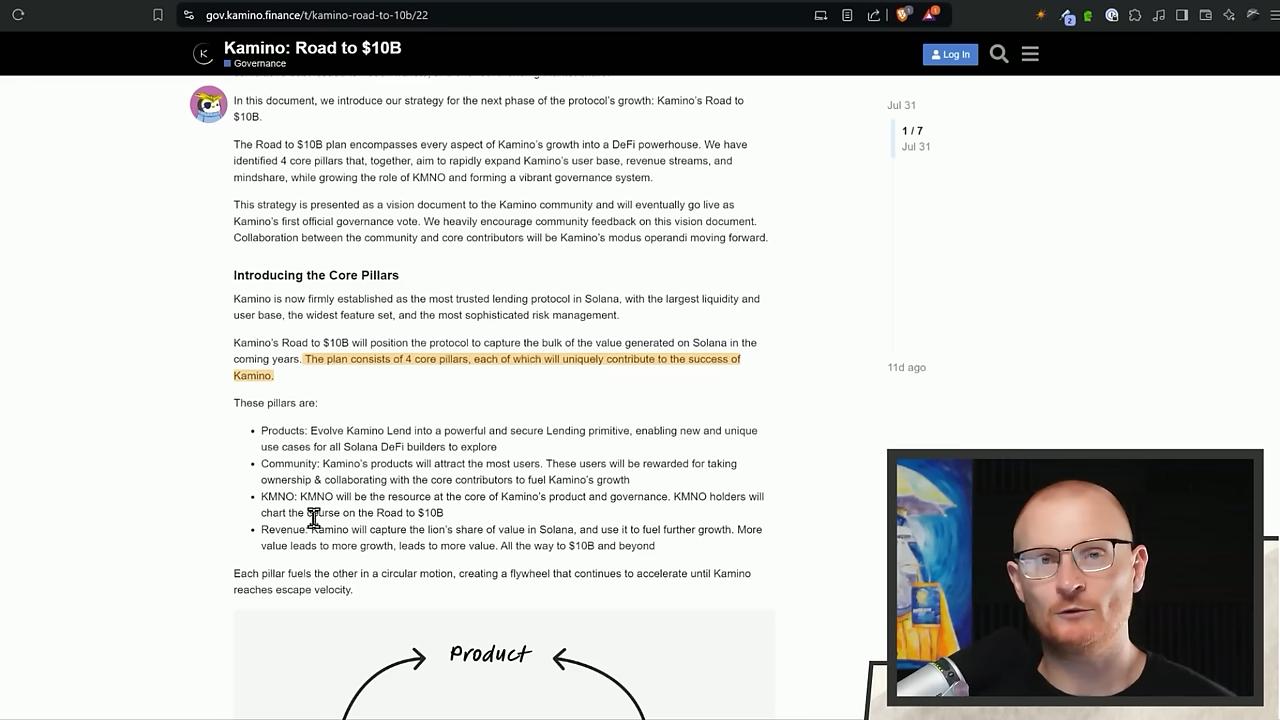 gov.kamino.finance/t/kamino-road-to-10b/22
Kamino: Road to $10B
Governance
Log In
In this document, we introduce our strategy for the next phase of the protocol's growth: Kamino's Road to
$10B.
The Road to $10B plan encompasses every aspect of Kamino's growth into a DeFi powerhouse. We have
identified 4 core pillars that, together, aim to rapidly expand Kamino's user base, revenue streams, and
mindshare, while growing the role of KMNO and forming a vibrant governance system.
This strategy is presented as a vision document to the Kamino community and will eventually go live as
Kamino's first official governance vote. We heavily encourage community feedback on this vision document.
Collaboration between the community and core contributors will be Kamino's modus operandi moving forward.
Introducing the Core Pillars
Kamino is now firmly established as the most trusted lending protocol in Solana, with the largest liquidity and
user base, the widest feature set, and the most sophisticated risk management.
Kamino's Road to $10B will position the protocol to capture the bulk of the value generated on Solana in the
coming years. The plan consists of 4 core pillars, each of which will uniquely contribute to the success of
Kamino.
These pillars are:
• Products: Evolve Kamino Lend into a powerful and secure Lending primitive, enabling new and unique
use cases for all Solana DeFi builders to explore
• Community: Kamino's products will attract the most users. These users will be rewarded for taking
ownership & collaborating with the core contributors to fuel Kamino's growth
• KMNO: KMNO will be the resource at the core of Kamino's product and governance. KMNO holders will
chart the course on the Road to $10B
• Revenue: Kamino will capture the lion's share of value in Solana, and use it to fuel further growth. More
value leads to more growth, leads to more value. All the way to $10B and beyond
Each pillar fuels the other in a circular motion, creating a flywheel that continues to accelerate until Kamino
reaches escape velocity.
Product
Jul 31
1 / 7
Jul 31
11d ago